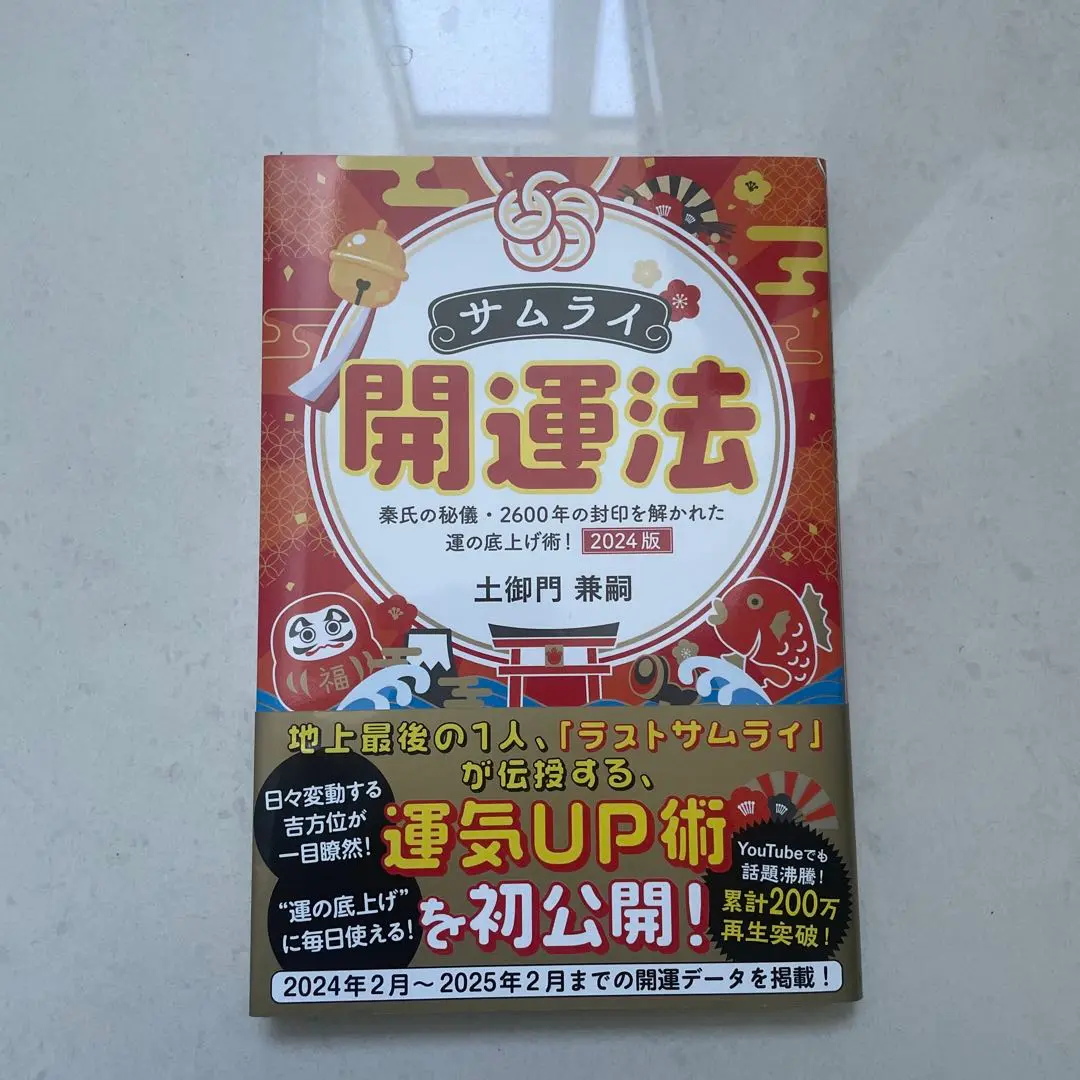 サムライ
開運法
秦氏の秘儀・2600年の封印を解かれた
運の底上げ術! 2024版
土御門 兼嗣
福
地上最後の1人、「ラストサムライ」
が伝授する、
日々変動する
吉方位が
一目瞭然!
運気UP術
を初公開!
“運の底上げ”
に毎日使える!
YouTubeでも
話題沸騰!
累計200万
再生突破!
2024年2月～2025年2月までの開運データを掲載!